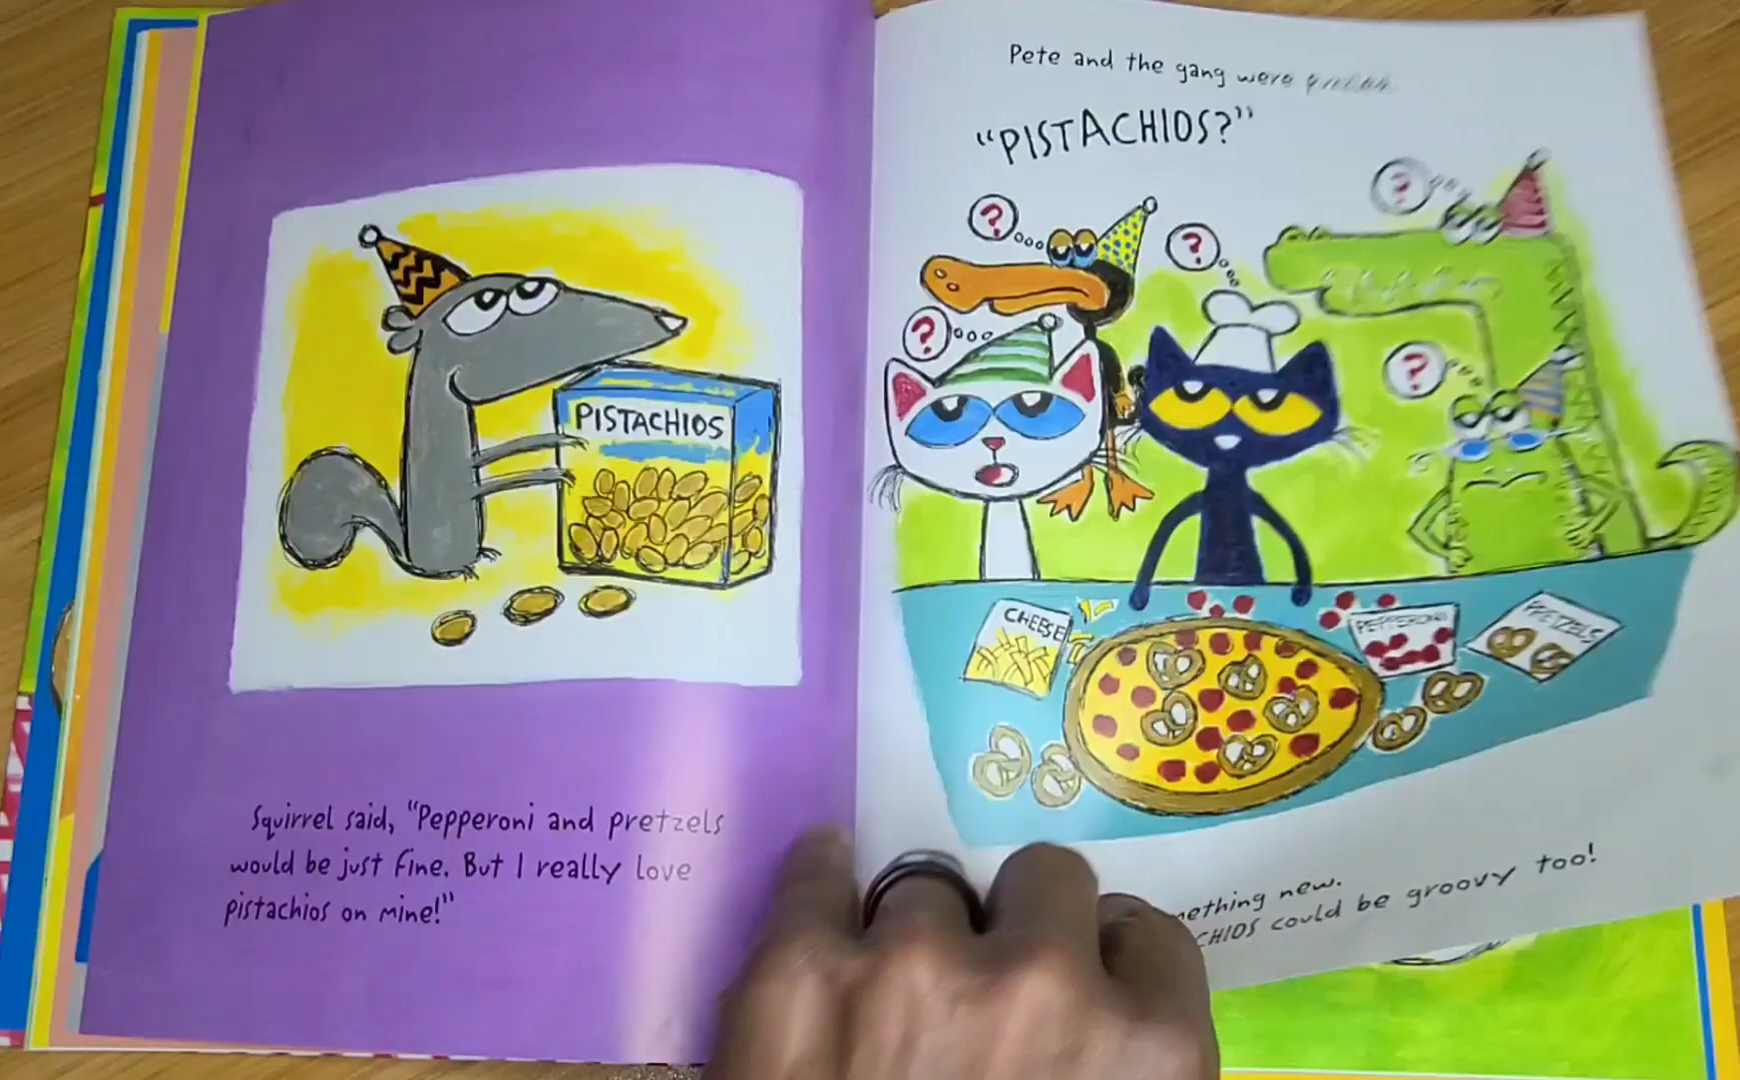 PISTACHIOS
Squirrel said, "Pepperoni and pretzels
would be just fine. But I really love
pistachios on mine!"
Pete and the gang were
"PISTACHIOS?"
?
?
?
?
?
CHEESE
PEPPERONI
PRETZELS
new.
could be groovy too!